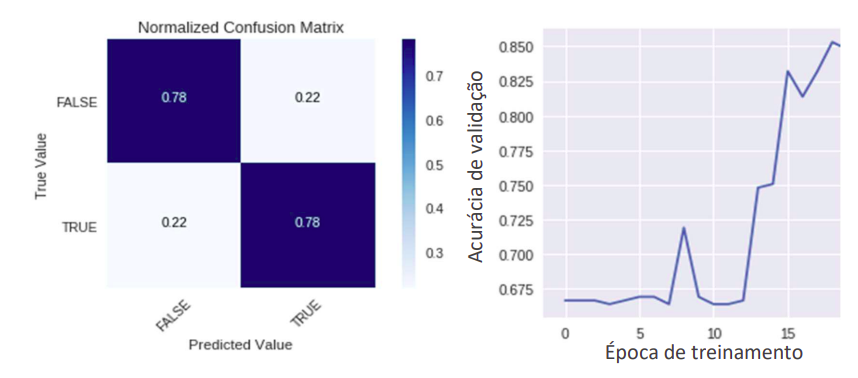 Normalized Confusion Matrix
True Value
FALSE
0.78
0.22
TRUE
0.22
0.78
FALSE
TRUE
Predicted Value
0.7
0.6
0.5
0.4
0.3
Acurácia de validação
0.850
0.825
0.800
0.775
0.750
0.725
0.700
0.675
0
5
10
15
Época de treinamento